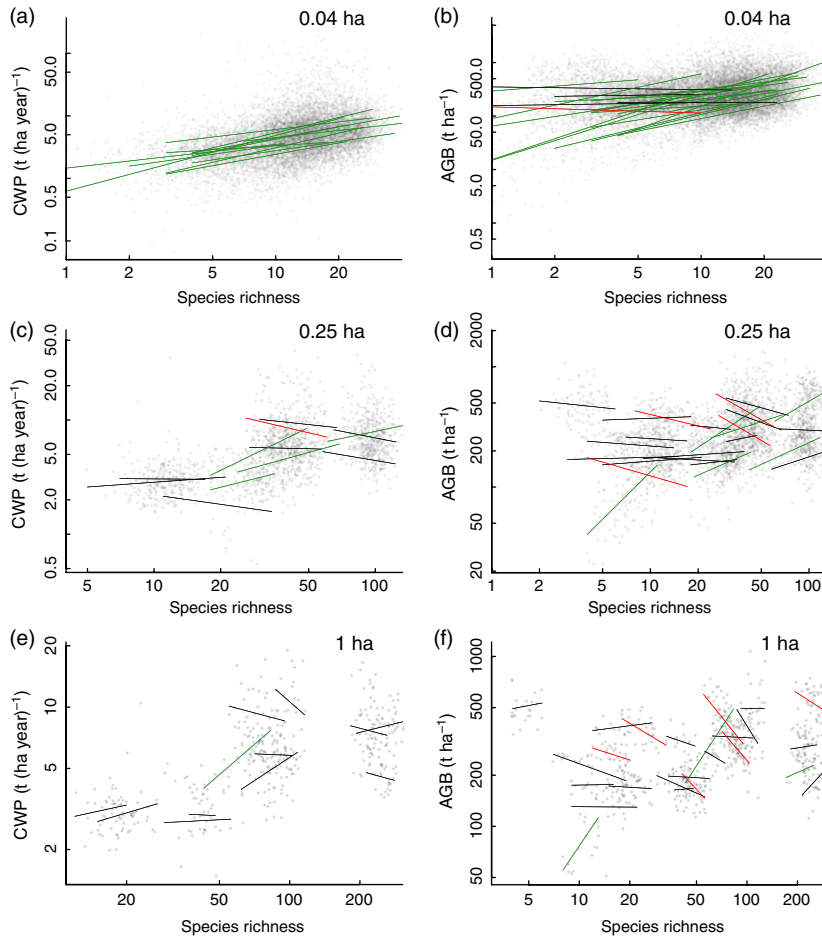 (a) 0.04 ha
CWP (t (ha year)⁻¹)
50.0
5.0
0.5
0.1
1 2 5 10 20
Species richness
(b) 0.04 ha
AGB (t ha⁻¹)
500.0
50.0
5.0
0.5
1 2 5 10 20
Species richness
(c) 0.25 ha
CWP (t (ha year)⁻¹)
50.0
20.0
5.0
2.0
0.5
5 10 20 50 100
Species richness
(d) 0.25 ha
AGB (t ha⁻¹)
2000
500
200
50
20
1 2 5 10 20 50 100
Species richness
(e) 1 ha
CWP (t (ha year)⁻¹)
20
10
5
2
20 50 100 200
Species richness
(f) 1 ha
AGB (t ha⁻¹)
1000
500
200
100
50
5 10 20 50 100 200
Species richness